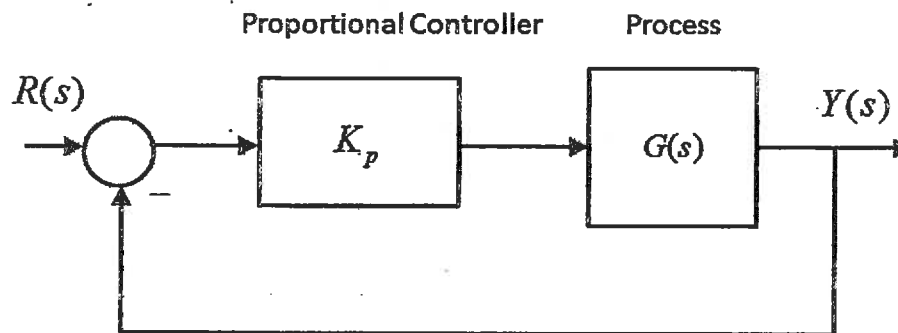 Proportional Controller Process
R(s)
K_p
G(s)
Y(s)
−